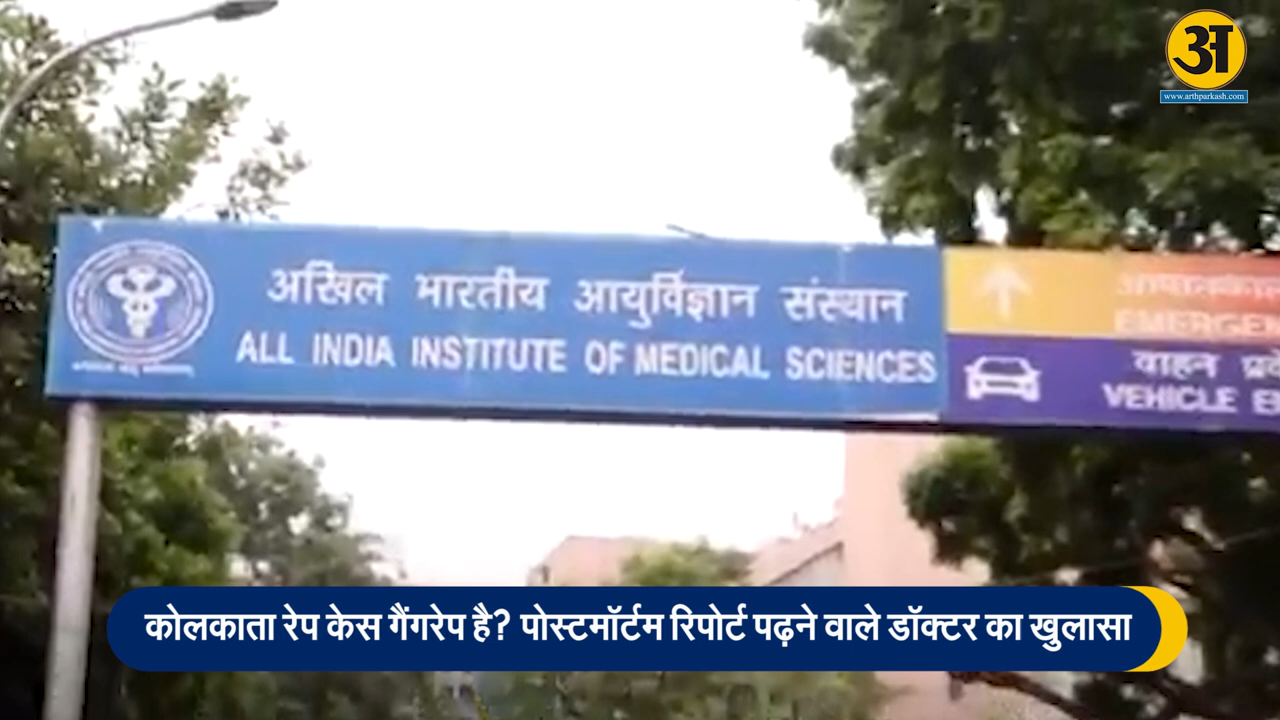 अ
www.arthparkash.com
अखिल भारतीय आयुर्विज्ञान संस्थान
ALL INDIA INSTITUTE OF MEDICAL SCIENCES
वाहन
VEHICLE
कोलकाता रेप केस गैंगरेप है? पोस्टमॉर्टम रिपोर्ट पढ़ने वाले डॉक्टर का खुलासा